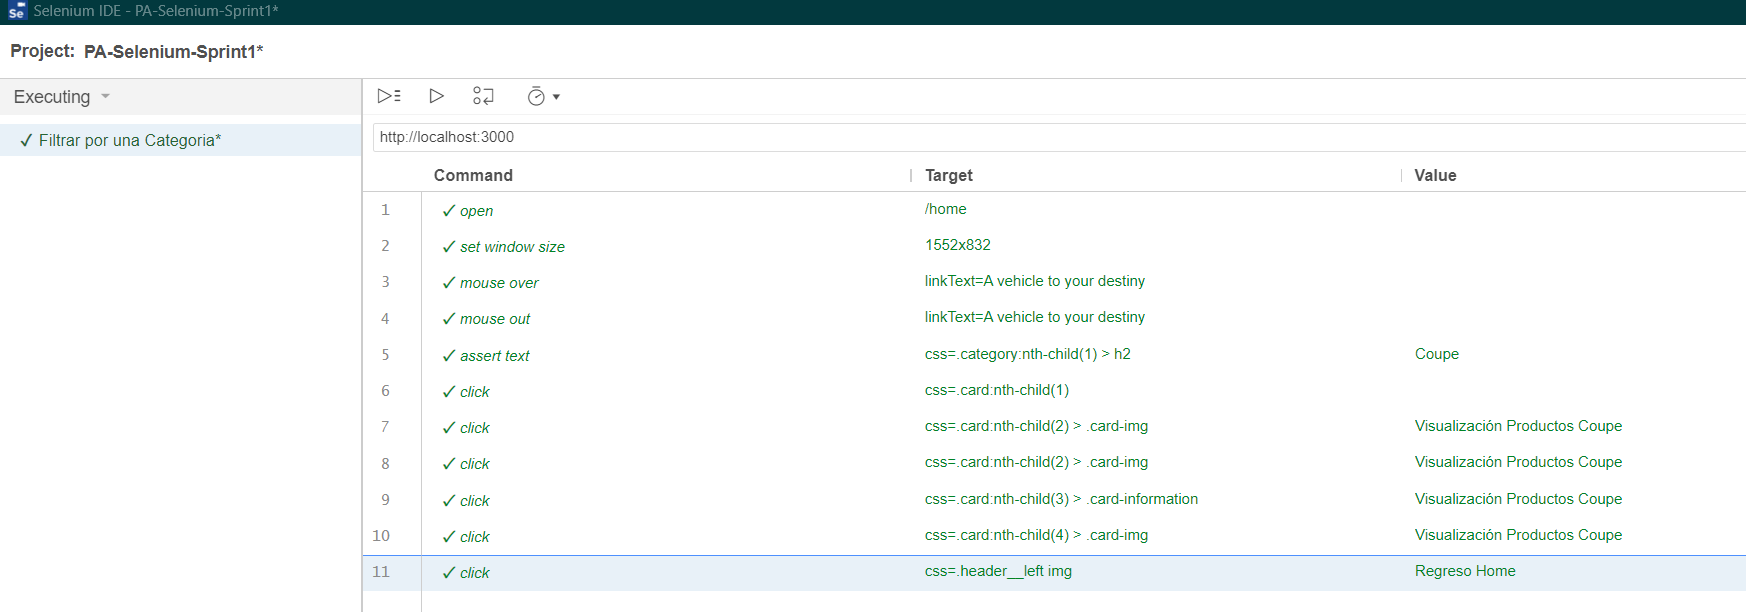 Se Selenium IDE - PA-Selenium-Sprint1*
Project: PA-Selenium-Sprint1*
Executing
Filtrar por una Categoria*
http://localhost:3000
Command Target Value
1 open /home
2 set window size 1552x832
3 mouse over linkText=A vehicle to your destiny
4 mouse out linkText=A vehicle to your destiny
5 assert text css=.category:nth-child(1) > h2 Coupe
6 click css=.card:nth-child(1)
7 click css=.card:nth-child(2) > .card-img Visualización Productos Coupe
8 click css=.card:nth-child(2) > .card-img Visualización Productos Coupe
9 click css=.card:nth-child(3) > .card-information Visualización Productos Coupe
10 click css=.card:nth-child(4) > .card-img Visualización Productos Coupe
11 click css=.header__left img Regreso Home